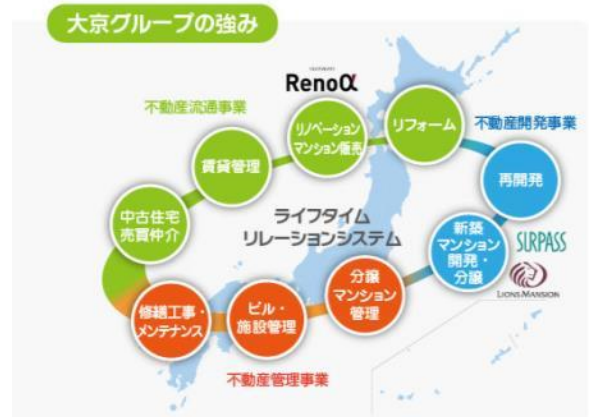 大京グループの強み
Renoα
不動産流通事業
リノベーション
マンション販売
リフォーム
不動産開発事業
賃貸管理
再開発
中古住宅
売買仲介
ライフタイム
リレーションシステム
新築
マンション
開発・
分譲
SURPASS
LIONS MANSION
分譲
マンション
管理
修繕工事・
メンテナンス
ビル・
施設管理
不動産管理事業